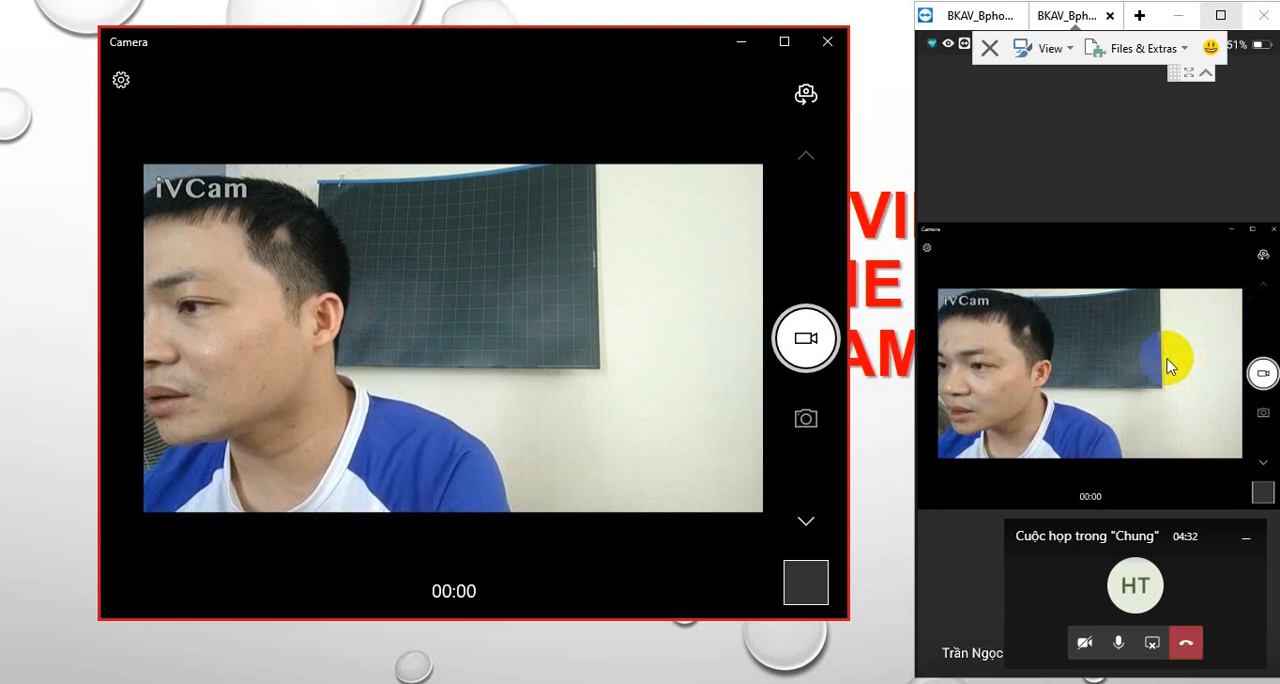 Camera
iVCam
00:00
BKAV_Bpho...
BKAV_Bph...
View
Files & Extras
51%
Camera
iVCam
00:00
Cuộc họp trong "Chung"
04:32
HT
Trần Ngọc